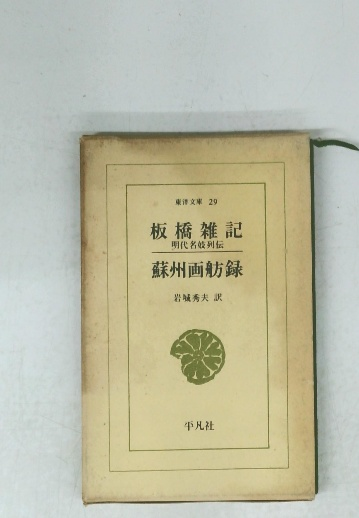 東洋文庫 29
板橋雑記
明代名妓列伝
蘇州画舫録
岩城秀夫 訳
平凡社